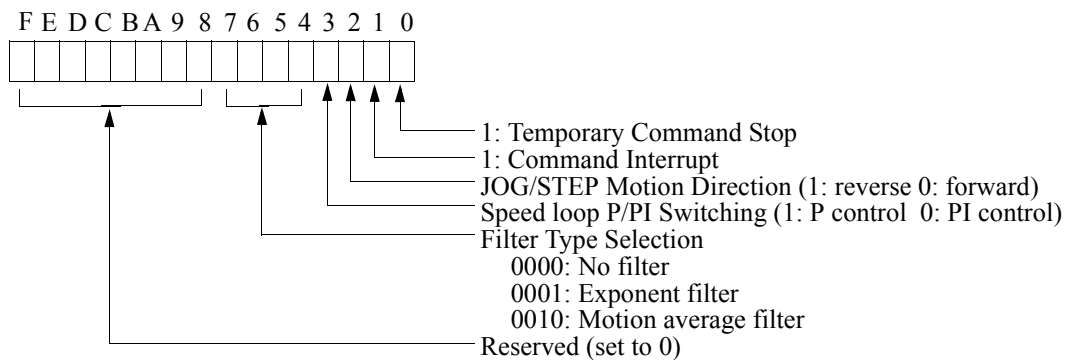 F E D C B A 9 8 7 6 5 4 3 2 1 0
1: Temporary Command Stop
1: Command Interrupt
JOG/STEP Motion Direction (1: reverse 0: forward)
Speed loop P/PI Switching (1: P control 0: PI control)
Filter Type Selection
0000: No filter
0001: Exponent filter
0010: Motion average filter
Reserved (set to 0)